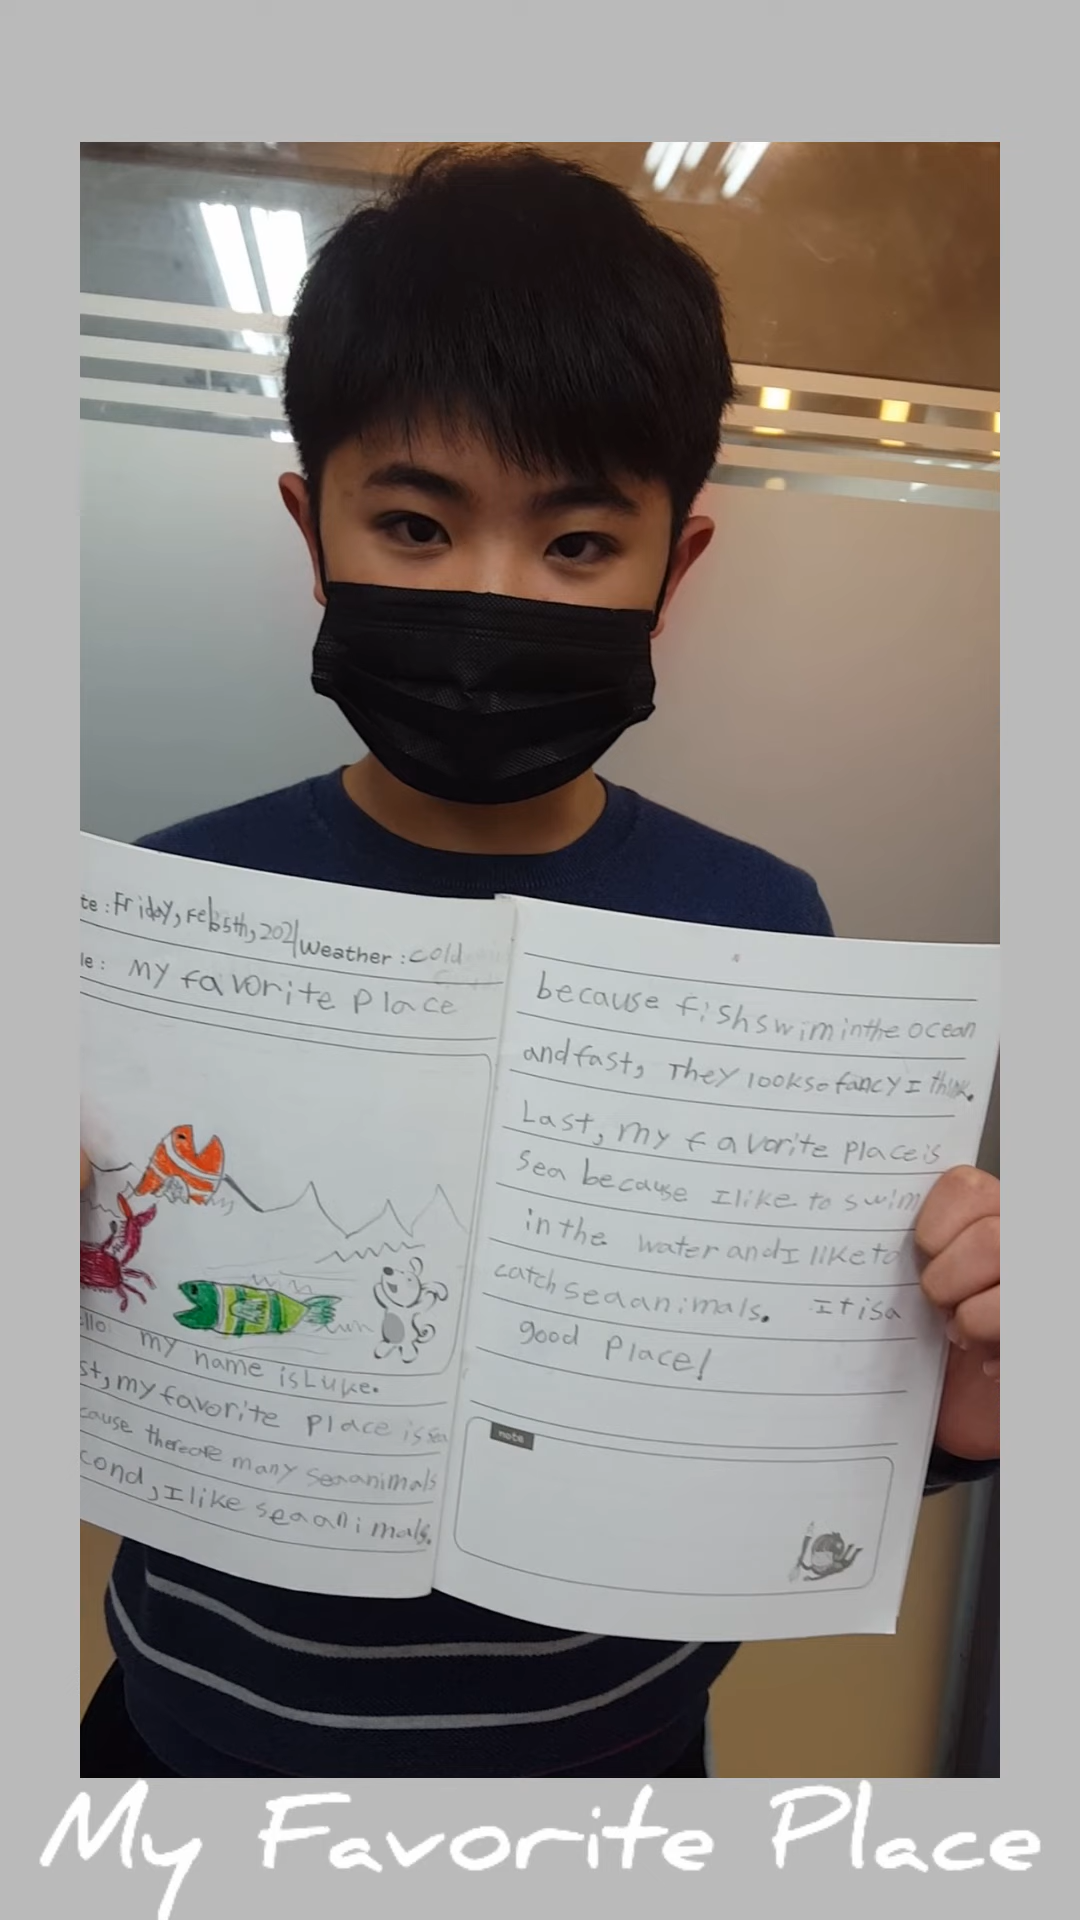 te: Friday, Feb 5th, 2021 Weather: cold
le: My favorite place
llo my name is Luke.
st, my favorite place is sea
cause there are many sea animals
cond, I like sea animals.
because fish swim in the ocean
and fast, They look so fancy I think.
Last, my favorite place is
sea because I like to swim
in the water and I like to
catch sea animals. It is a
good place!
note
My Favorite Place